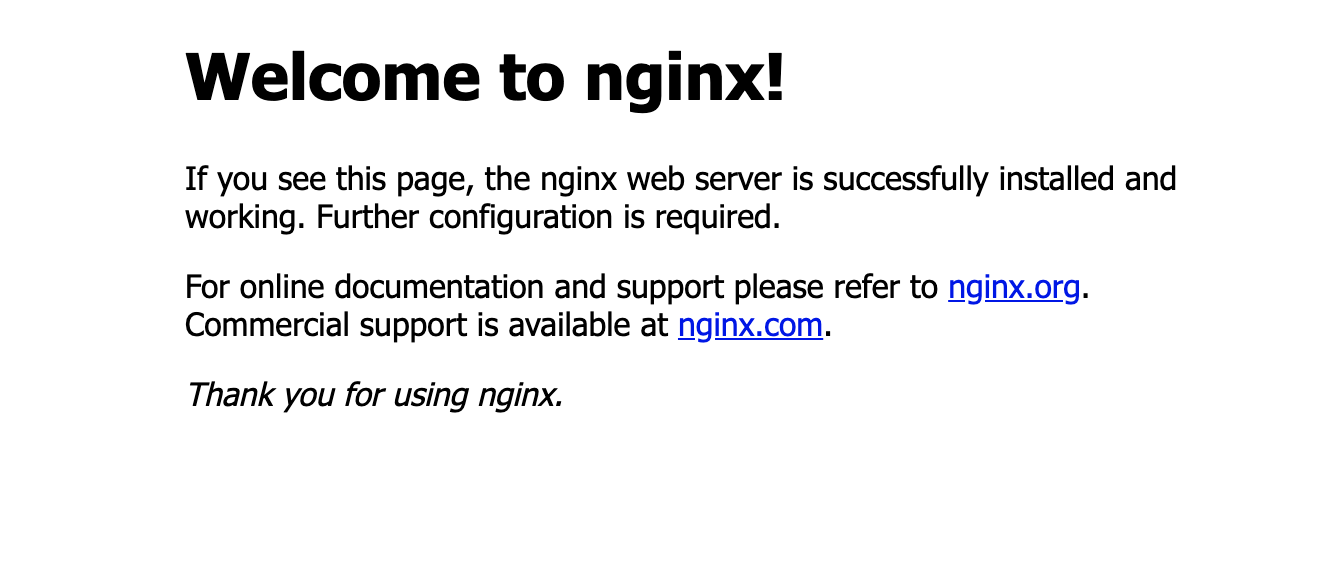 Welcome to nginx!
If you see this page, the nginx web server is successfully installed and
working. Further configuration is required.
For online documentation and support please refer to nginx.org.
Commercial support is available at nginx.com.
Thank you for using nginx.